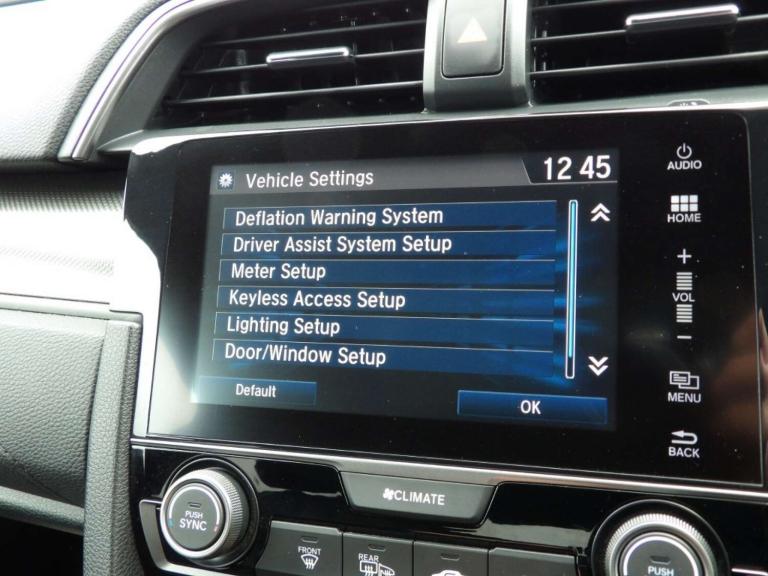 Vehicle Settings
12 45
Deflation Warning System
Driver Assist System Setup
Meter Setup
Keyless Access Setup
Lighting Setup
Door/Window Setup
Default
OK
AUDIO
HOME
+
VOL
−
MENU
BACK
CLIMATE
PUSH
SYNC
FRONT
REAR
PUSH